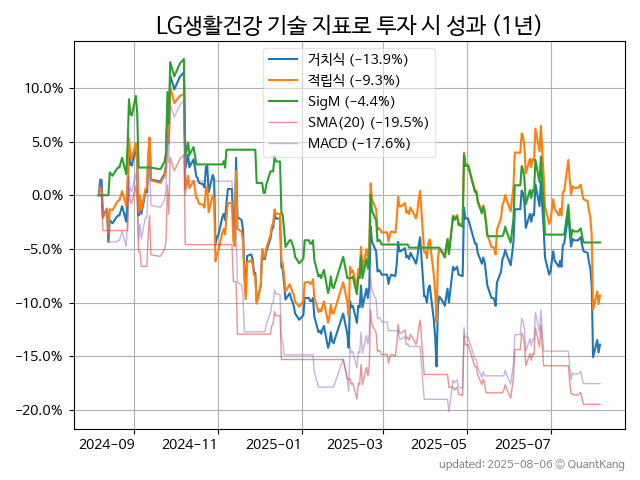 LG생활건강 기술 지표로 투자 시 성과 (1년)
거치식 (−13.9%)
적립식 (−9.3%)
SigM (−4.4%)
SMA(20) (−19.5%)
MACD (−17.6%)
10.0%
5.0%
0.0%
−5.0%
−10.0%
−15.0%
−20.0%
2024-09 2024-11 2025-01 2025-03 2025-05 2025-07
updated: 2025-08-06 © QuantKang